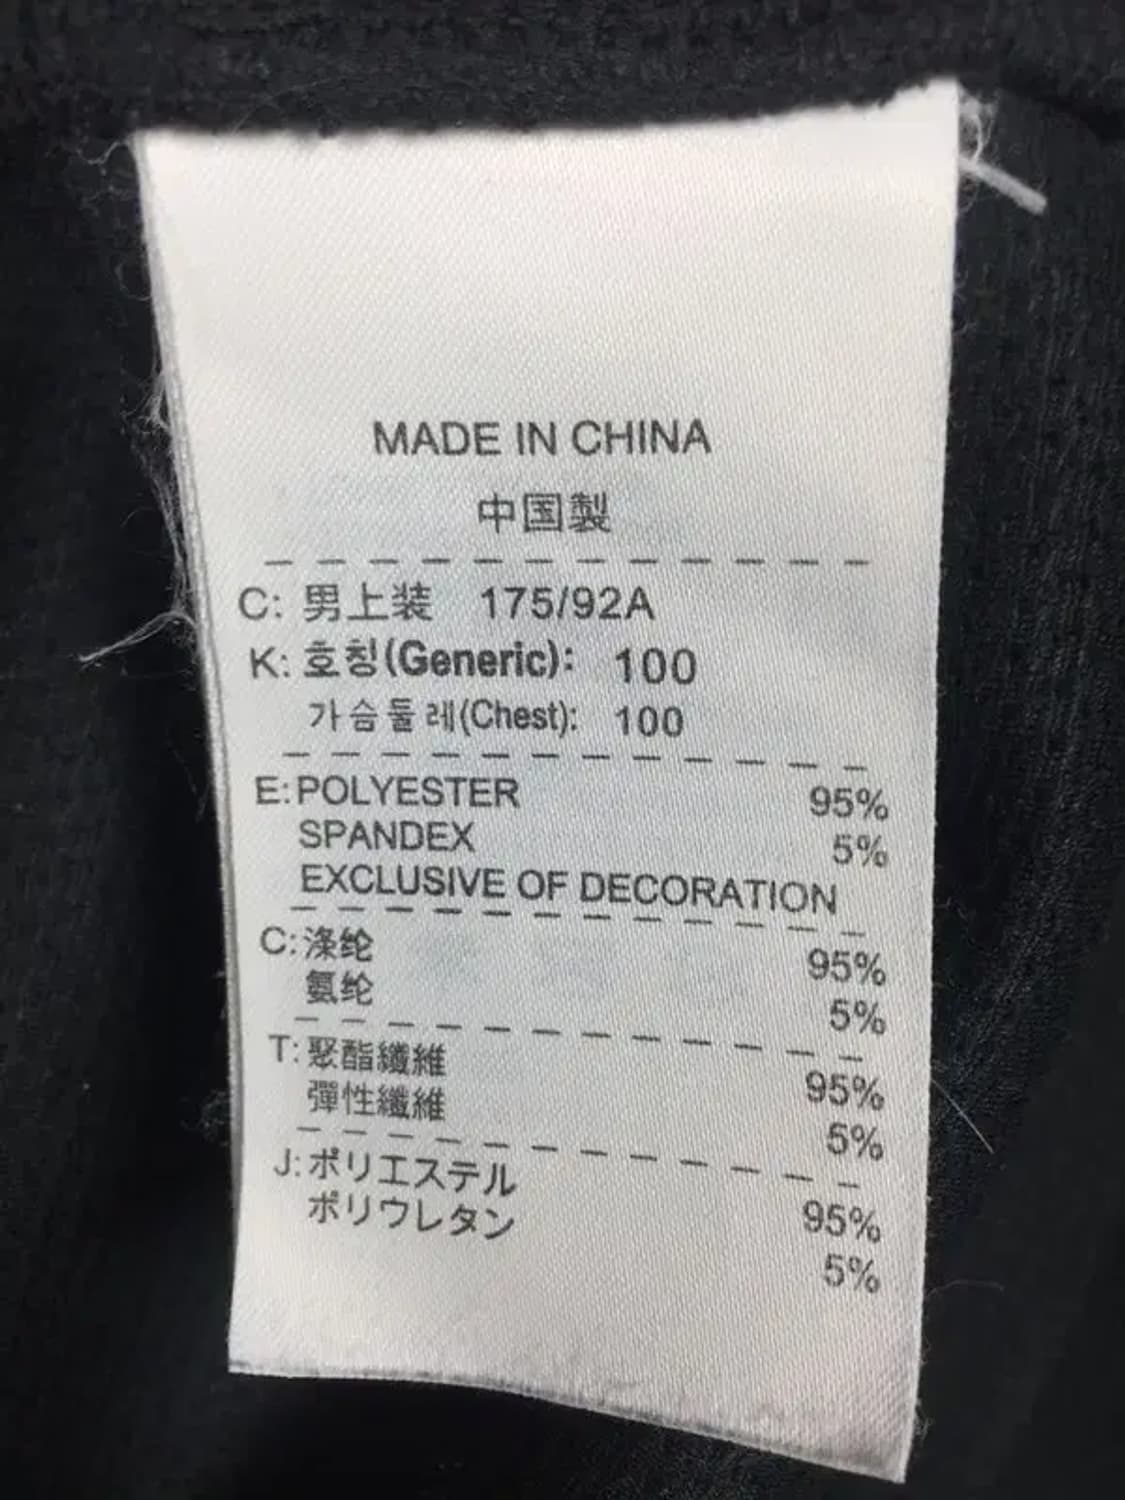 MADE IN CHINA
中国製
C: 男上装 175/92A
K: 호칭(Generic): 100
가슴둘레(Chest): 100
E:POLYESTER 95%
SPANDEX 5%
EXCLUSIVE OF DECORATION
C:涤纶 95%
氨纶 5%
T:聚酯纖維 95%
彈性纖維 5%
J:ポリエステル 95%
ポリウレタン 5%